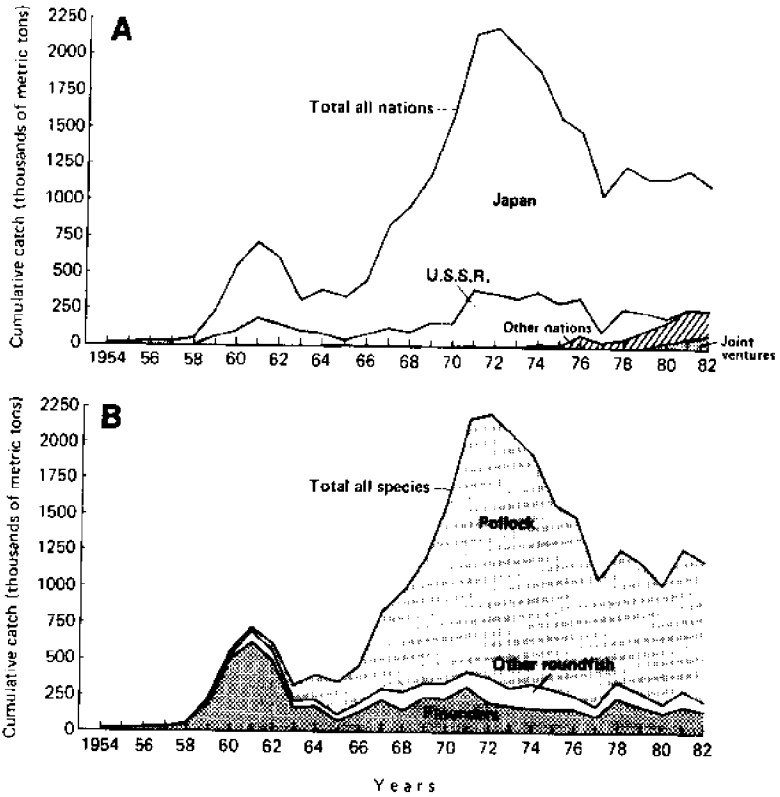 A
Cumulative catch (thousands of metric tons)
2250
2000
1750
1500
1250
1000
750
500
250
0
Total all nations
Japan
U.S.S.R.
Other nations
Joint
ventures
1954 56 58 60 62 64 66 68 70 72 74 76 78 80 82
B
Cumulative catch (thousands of metric tons)
2250
2000
1750
1500
1250
1000
750
500
250
0
Total all species
Pollock
Other roundfish
Flounders
1954 56 58 60 62 64 66 68 70 72 74 76 78 80 82
Years